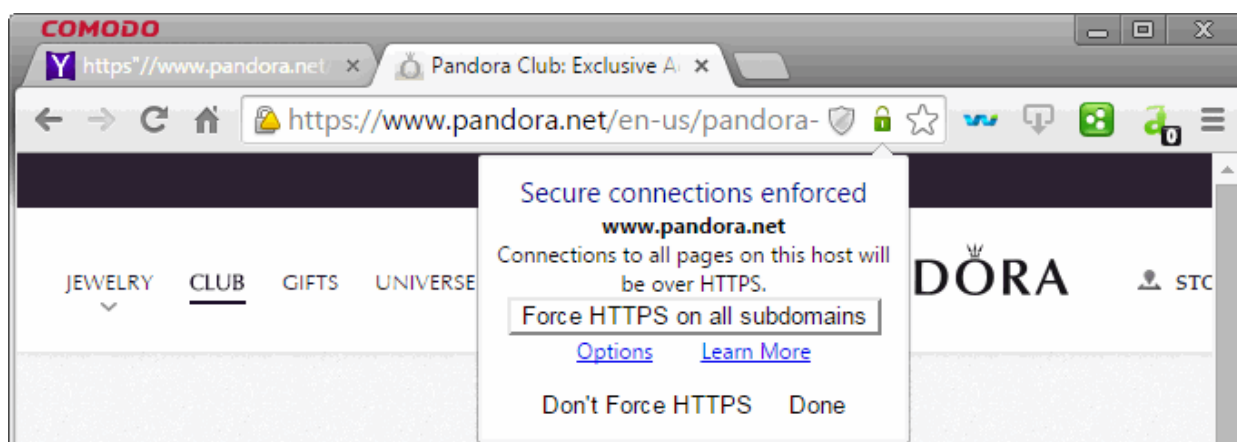 COMODO
Y https"//www.pandora.net/ ×
Pandora Club: Exclusive A ×
https://www.pandora.net/en-us/pandora-
a 0
Secure connections enforced
www.pandora.net
Connections to all pages on this host will
be over HTTPS.
Force HTTPS on all subdomains
Options Learn More
Don't Force HTTPS Done
JEWELRY CLUB GIFTS UNIVERSE
DÖRA
STO